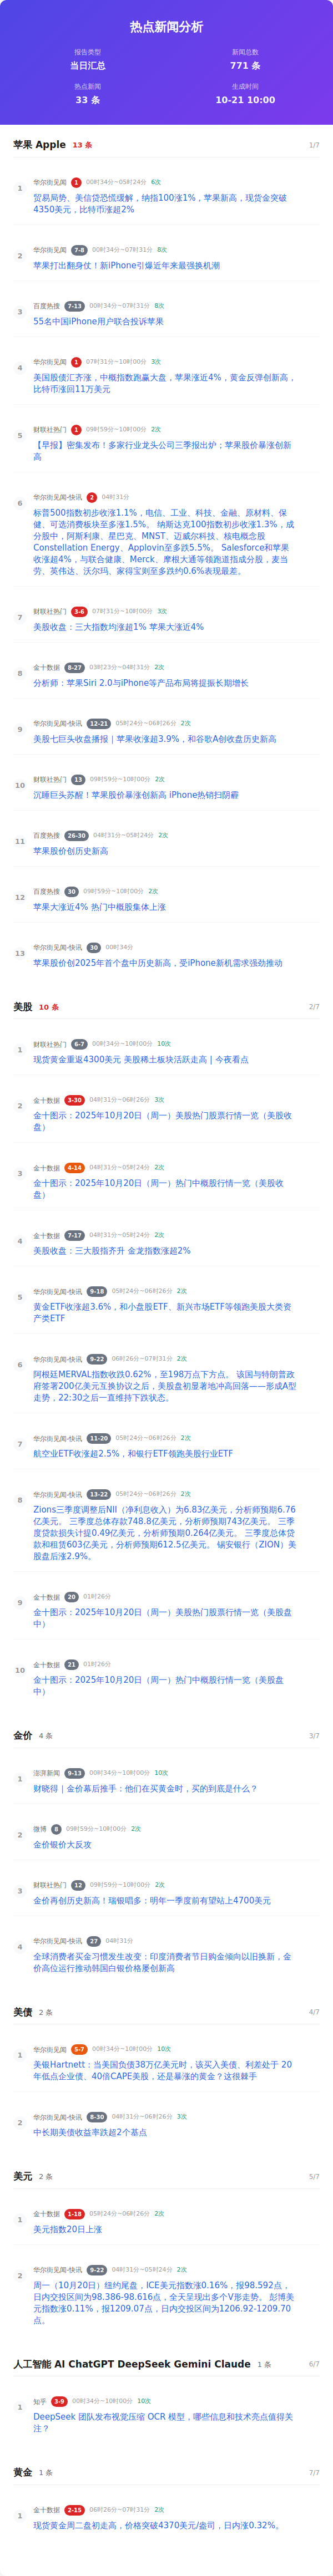 热点新闻分析
报告类型
新闻总数
当日汇总
771 条
热点新闻
生成时间
33 条
10-21 10:00
苹果 Apple 13 条 1/7
1
华尔街见闻 1 00时34分~05时24分 6次
贸易局势、美信贷恐慌缓解，纳指100涨1%，苹果新高，现货金突破
4350美元，比特币涨超2%
2
华尔街见闻 7-8 00时34分~07时31分 8次
苹果打出翻身仗！新iPhone引爆近年来最强换机潮
3
百度热搜 7-13 00时34分~07时31分 8次
55名中国iPhone用户联合投诉苹果
4
华尔街见闻 1 07时31分~10时00分 3次
美国股债汇齐涨，中概指数跑赢大盘，苹果涨近4%，黄金反弹创新高，
比特币涨回11万美元
5
财联社热门 1 09时59分~10时00分 2次
【早报】密集发布！多家行业龙头公司三季报出炉；苹果股价暴涨创新
高
6
华尔街见闻-快讯 2 04时31分
标普500指数初步收涨1.1%，电信、工业、科技、金融、原材料、保
健、可选消费板块至多涨1.5%。 纳斯达克100指数初步收涨1.3%，成
分股中，阿斯利康、星巴克、MNST、迈威尔科技、核电概念股
Constellation Energy、Applovin至多跌5.5%。 Salesforce和苹果
收涨超4%，与联合健康、Merck、摩根大通等领跑道指成分股，麦当
劳、英伟达、沃尔玛、家得宝则至多跌约0.6%表现最差。
7
财联社热门 3-6 07时31分~10时00分 3次
美股收盘：三大指数均涨超1% 苹果大涨近4%
8
金十数据 8-27 03时23分~04时31分 2次
分析师：苹果Siri 2.0与iPhone等产品布局将提振长期增长
9
华尔街见闻-快讯 12-21 05时24分~06时26分 2次
美股七巨头收盘播报｜苹果收涨超3.9%，和谷歌A创收盘历史新高
10
财联社热门 13 09时59分~10时00分 2次
沉睡巨头苏醒！苹果股价暴涨创新高 iPhone热销扫阴霾
11
百度热搜 26-30 04时31分~05时24分 2次
苹果股价创历史新高
12
百度热搜 30 09时59分~10时00分 2次
苹果大涨近4% 热门中概股集体上涨
13
华尔街见闻-快讯 30 00时34分
苹果股价创2025年首个盘中历史新高，受iPhone新机需求强劲推动
美股 10 条 2/7
1
财联社热门 6-7 00时34分~10时00分 10次
现货黄金重返4300美元 美股稀土板块活跃走高 | 今夜看点
2
金十数据 3-30 04时31分~06时26分 3次
金十图示：2025年10月20日（周一）美股热门股票行情一览（美股收
盘）
3
金十数据 4-14 04时31分~05时24分 2次
金十图示：2025年10月20日（周一）热门中概股行情一览（美股收
盘）
4
金十数据 7-17 04时31分~05时24分 2次
美股收盘：三大股指齐升 金龙指数涨超2%
5
华尔街见闻-快讯 9-18 05时24分~06时26分 2次
黄金ETF收涨超3.6%，和小盘股ETF、新兴市场ETF等领跑美股大类资
产类ETF
6
华尔街见闻-快讯 9-22 06时26分~07时31分 2次
阿根廷MERVAL指数收跌0.62%，至198万点下方点。 该国与特朗普政
府签署200亿美元互换协议之后，美股盘初显著地冲高回落——形成A型
走势，22:30之后一直维持下跌状态。
7
华尔街见闻-快讯 11-20 05时24分~06时26分 2次
航空业ETF收涨超2.5%，和银行ETF领跑美股行业ETF
8
华尔街见闻-快讯 13-22 05时24分~06时26分 2次
Zions三季度调整后NII（净利息收入）为6.83亿美元，分析师预期6.76
亿美元。 三季度总体存款748.8亿美元，分析师预期743亿美元。 三季
度贷款损失计提0.49亿美元，分析师预期0.264亿美元。 三季度总体贷
款和租赁603亿美元，分析师预期612.5亿美元。 锡安银行（ZION）美
股盘后涨2.9%。
9
金十数据 20 01时26分
金十图示：2025年10月20日（周一）美股热门股票行情一览（美股盘
中）
10
金十数据 21 01时26分
金十图示：2025年10月20日（周一）热门中概股行情一览（美股盘
中）
金价 4 条 3/7
1
澎湃新闻 9-13 00时34分~10时00分 10次
财晓得｜金价幕后推手：他们在买黄金时，买的到底是什么？
2
微博 8 09时59分~10时00分 2次
金价银价大反攻
3
财联社热门 12 09时59分~10时00分 2次
金价再创历史新高！瑞银唱多：明年一季度前有望站上4700美元
4
华尔街见闻-快讯 27 04时31分
全球消费者买金习惯发生改变：印度消费者节日购金倾向以旧换新，金
价高位运行推动韩国白银价格屡创新高
美债 2 条 4/7
1
华尔街见闻 5-7 00时34分~10时00分 10次
美银Hartnett：当美国负债38万亿美元时，该买入美债、利差处于 20
年低点企业债、40倍CAPE美股，还是暴涨的黄金？这很棘手
2
华尔街见闻-快讯 8-30 04时31分~06时26分 3次
中长期美债收益率跌超2个基点
美元 2 条 5/7
1
金十数据 1-18 05时24分~06时26分 2次
美元指数20日上涨
2
华尔街见闻-快讯 9-22 04时31分~05时24分 2次
周一（10月20日）纽约尾盘，ICE美元指数涨0.16%，报98.592点，
日内交投区间为98.386-98.616点，全天呈现出多个V形走势。 彭博美
元指数涨0.11%，报1209.07点，日内交投区间为1206.92-1209.70
点。
人工智能 AI ChatGPT DeepSeek Gemini Claude 1 条 6/7
1
知乎 3-9 00时34分~10时00分 10次
DeepSeek 团队发布视觉压缩 OCR 模型，哪些信息和技术亮点值得关
注？
黄金 1 条 7/7
1
金十数据 2-15 06时26分~07时31分 2次
现货黄金周二盘初走高，价格突破4370美元/盎司，日内涨0.32%。